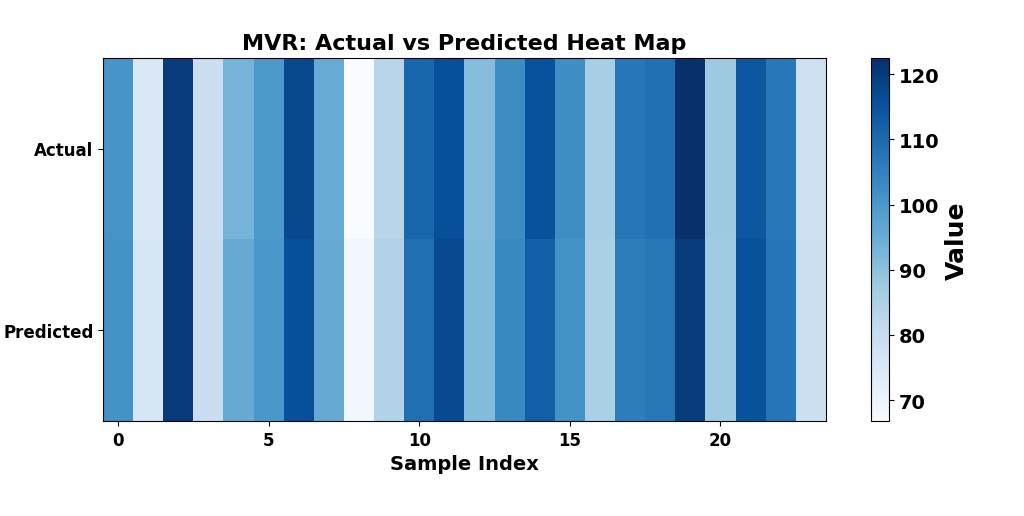 MVR: Actual vs Predicted Heat Map
Actual
Predicted
0 5 10 15 20
Sample Index
120
110
100
90
80
70
Value